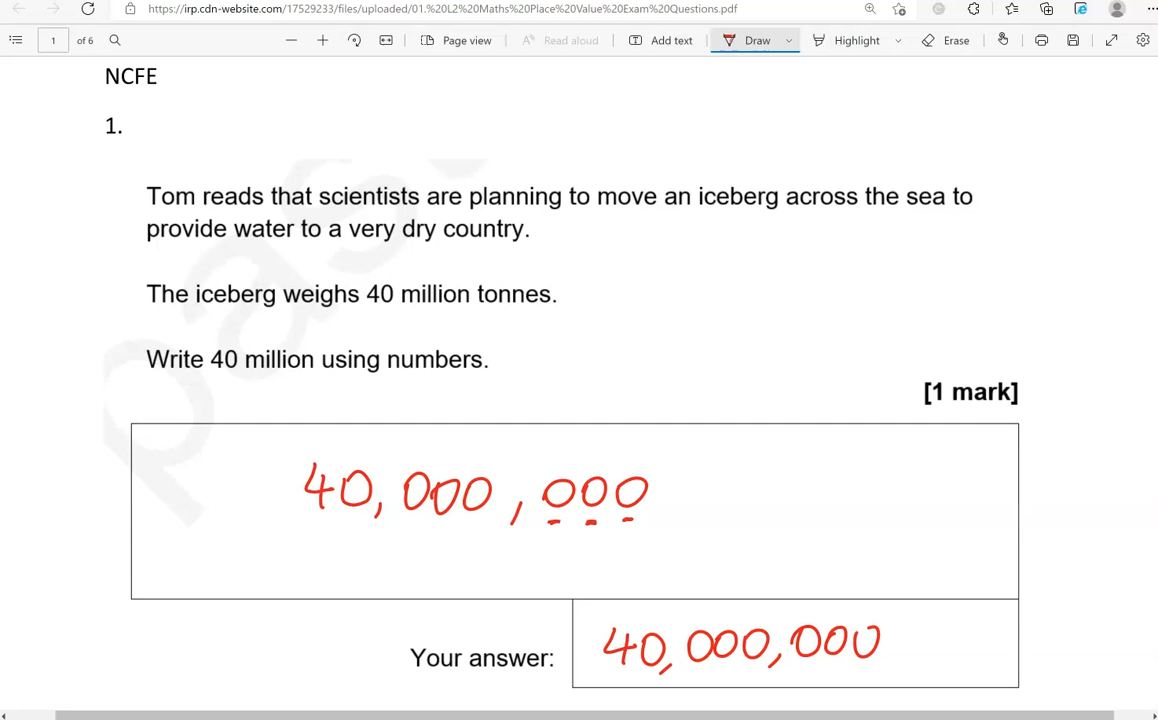 https://irp.cdn-website.com/17529233/files/uploaded/01.%20L2%20Maths%20Place%20Value%20Exam%20Questions.pdf
1 of 6 Page view Read aloud Add text Draw Highlight Erase
NCFE
1.
Tom reads that scientists are planning to move an iceberg across the sea to
provide water to a very dry country.
The iceberg weighs 40 million tonnes.
Write 40 million using numbers.
[1 mark]
40,000,000
Your answer: 40,000,000
pas